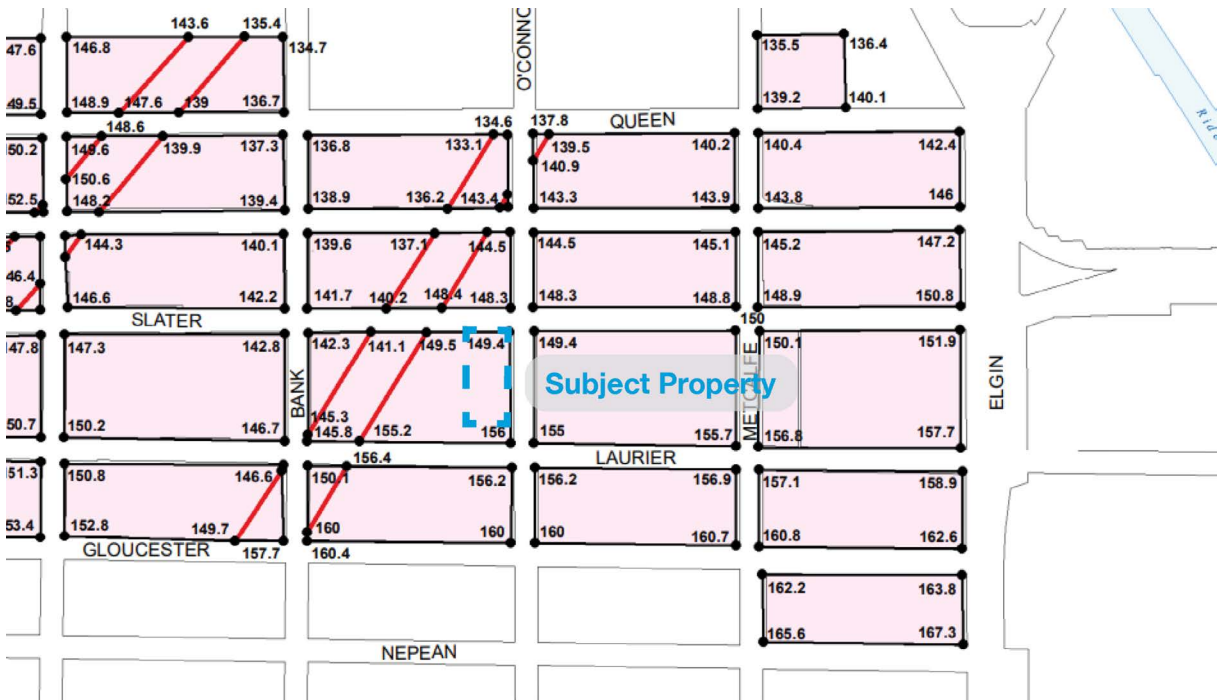 143.6 135.4
O'CONNO
47.6 146.8 134.7 135.5 136.4
49.5 148.9 147.6 139 136.7 139.2 140.1
Ride
148.6 134.6 137.8 QUEEN
50.2 149.6 139.9 137.3 136.8 133.1 139.5 140.2 140.4 142.4
150.6 140.9
52.5 148.2 139.4 138.9 136.2 143.4 143.3 143.9 143.8 146
144.3 140.1 139.6 137.1 144.5 144.5 145.1 145.2 147.2
46.4
8 146.6 142.2 141.7 140.2 148.4 148.3 148.3 148.8 148.9 150.8
SLATER 150
47.8 147.3 142.8 142.3 141.1 149.5 149.4 149.4 150.1 151.9
BANK METCALFE ELGIN
Subject Property
145.3
50.7 150.2 146.7 145.8 155.2 156 155 155.7 156.8 157.7
156.4 LAURIER
51.3 150.8 146.6 150.1 156.2 156.2 156.9 157.1 158.9
53.4 152.8 149.7 160 160 160 160.7 160.8 162.6
GLOUCESTER 157.7 160.4
162.2 163.8
165.6 167.3
NEPEAN